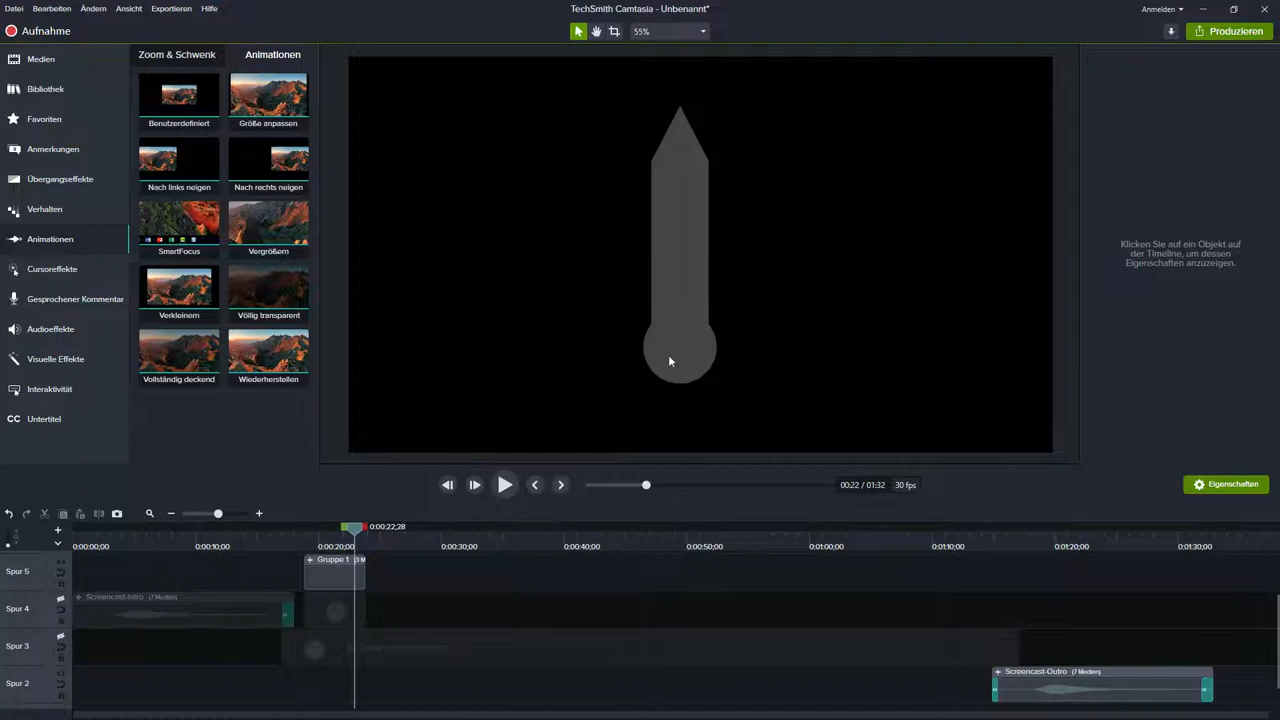 Datei Bearbeiten Ändern Ansicht Exportieren Hilfe
TechSmith Camtasia - Unbenannt*
Anmelden
Aufnahme
55%
Produzieren
Medien
Bibliothek
Favoriten
Anmerkungen
Übergangseffekte
Verhalten
Animationen
Cursoreffekte
Gesprochener Kommentar
Audioeffekte
Visuelle Effekte
Interaktivität
CC Untertitel
Zoom & Schwenk Animationen
Benutzerdefiniert Größe anpassen
Nach links neigen Nach rechts neigen
SmartFocus Vergrößern
Verkleinern Völlig transparent
Vollständig deckend Wiederherstellen
Klicken Sie auf ein Objekt auf
der Timeline, um dessen
Eigenschaften anzuzeigen.
00:22 / 01:32 30 fps
Eigenschaften
0:00:22;28
0:00:00;00 0:00:10;00 0:00:20;00 0:00:30;00 0:00:40;00 0:00:50;00 0:01:00;00 0:01:10;00 0:01:20;00 0:01:30;00
Spur 5
Gruppe 1 (3 M
Spur 4
Screencast-Intro (7 Medien)
Spur 3
Spur 2
Screencast-Outro (7 Medien)